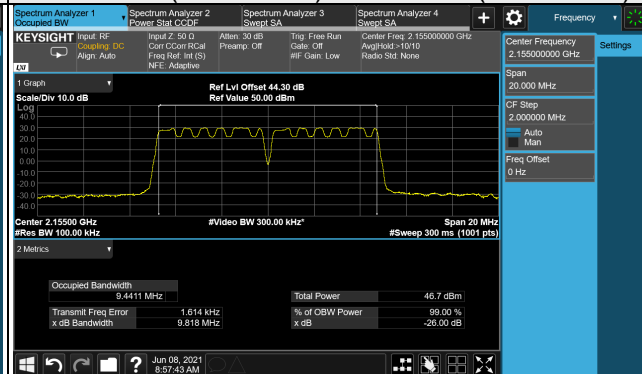 Spectrum Analyzer 1
Occupied BW
Spectrum Analyzer 2
Power Stat CCDF
Spectrum Analyzer 3
Swept SA
Spectrum Analyzer 4
Swept SA
+
Frequency
KEYSIGHT
LXI
Input: RF
Coupling: DC
Align: Auto
Input Z: 50 Ω
Corr CCorr RCal
Freq Ref: Int (S)
NFE: Adaptive
Atten: 30 dB
Preamp: Off
Trig: Free Run
Gate: Off
#IF Gain: Low
Center Freq: 2.155000000 GHz
Avg|Hold:>10/10
Radio Std: None
Center Frequency
2.155000000 GHz
Settings
Span
20.000 MHz
CF Step
2.000000 MHz
Auto
Man
Freq Offset
0 Hz
1 Graph
Scale/Div 10.0 dB
Ref Lvl Offset 44.30 dB
Ref Value 50.00 dBm
Log
40.0
30.0
20.0
10.0
0.00
-10.0
-20.0
-30.0
-40.0
Center 2.15500 GHz
#Res BW 100.00 kHz
#Video BW 300.00 kHz*
Span 20 MHz
#Sweep 300 ms (1001 pts)
2 Metrics
Occupied Bandwidth
9.4411 MHz
Total Power 46.7 dBm
Transmit Freq Error 1.614 kHz
% of OBW Power 99.00 %
x dB Bandwidth 9.818 MHz
x dB -26.00 dB
?
Jun 08, 2021
8:57:43 AM